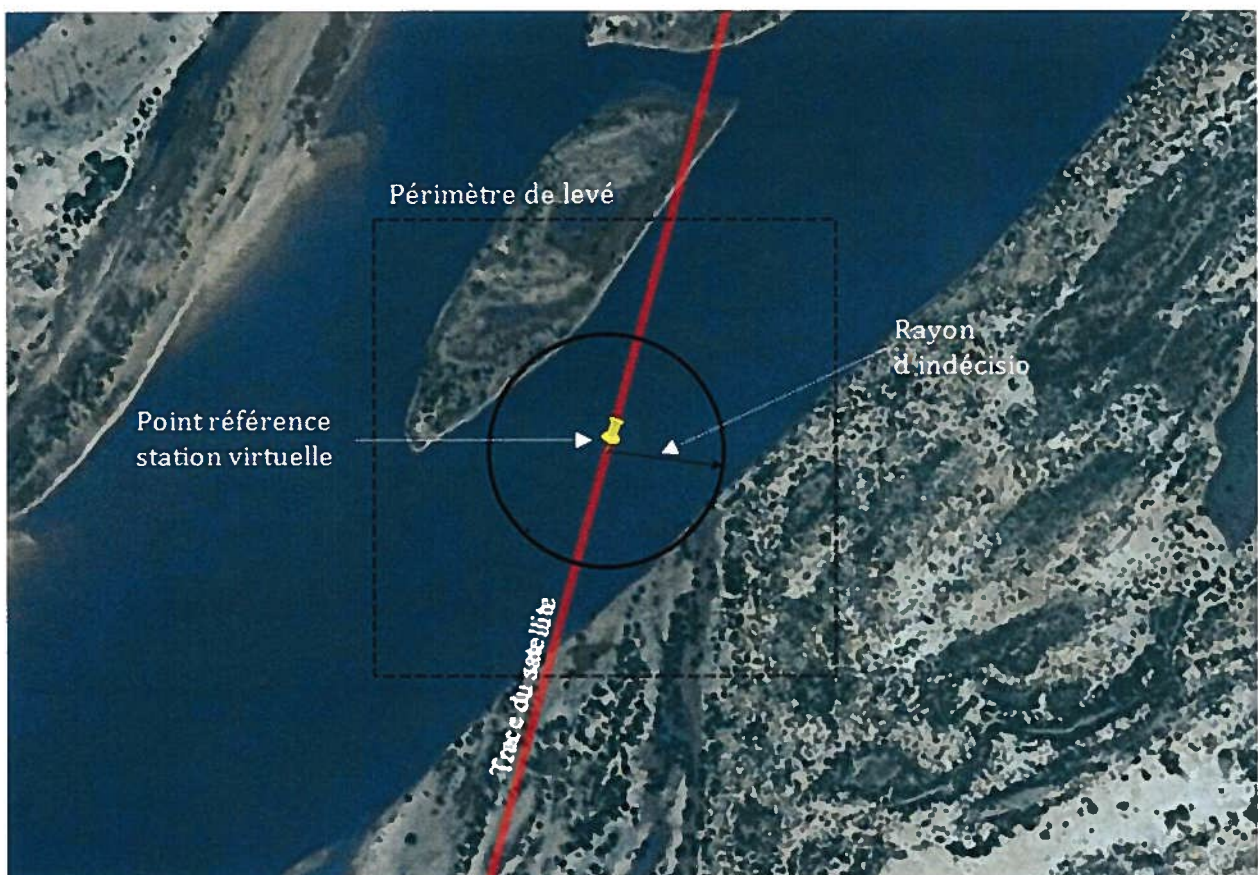 Périmètre de levé
Rayon
d'indécisio
Point référence
station virtuelle
Trace du satellite